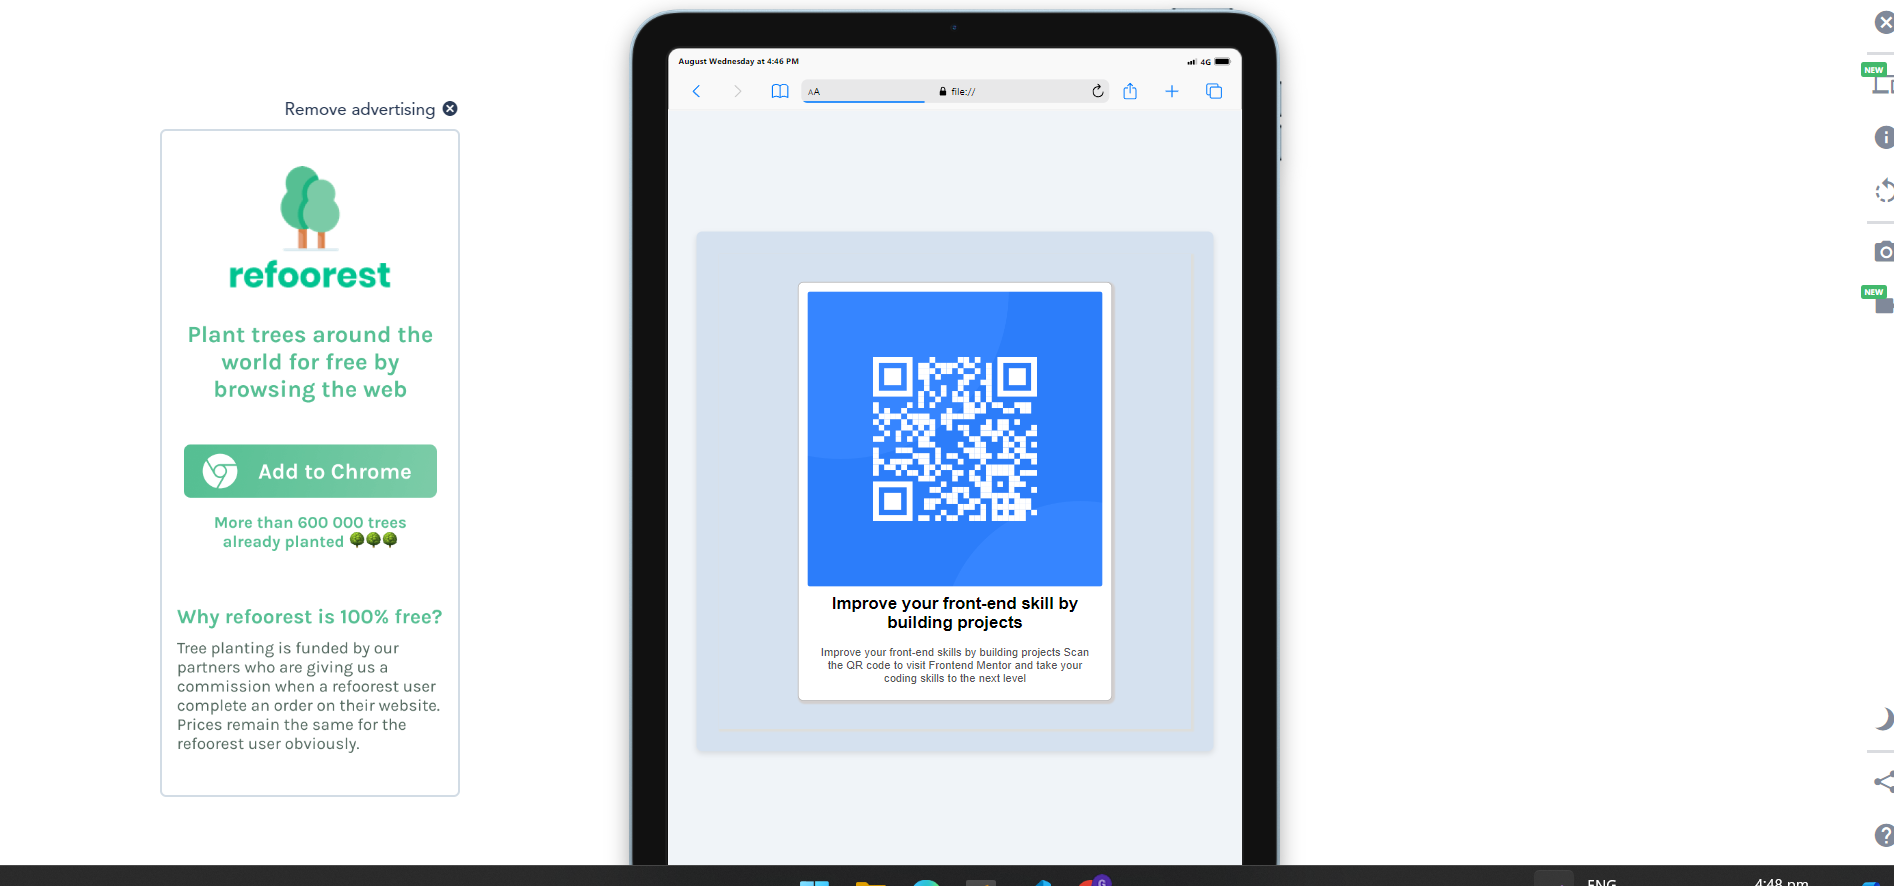 Remove advertising
refoorest
Plant trees around the
world for free by
browsing the web
Add to Chrome
More than 600 000 trees
already planted
Why refoorest is 100% free?
Tree planting is funded by our
partners who are giving us a
commission when a refoorest user
complete an order on their website.
Prices remain the same for the
refoorest user obviously.
August Wednesday at 4:46 PM
4G
AA
file://
Improve your front-end skill by
building projects
Improve your front-end skills by building projects Scan
the QR code to visit Frontend Mentor and take your
coding skills to the next level
NEW
NEW
ENG
4:48 pm